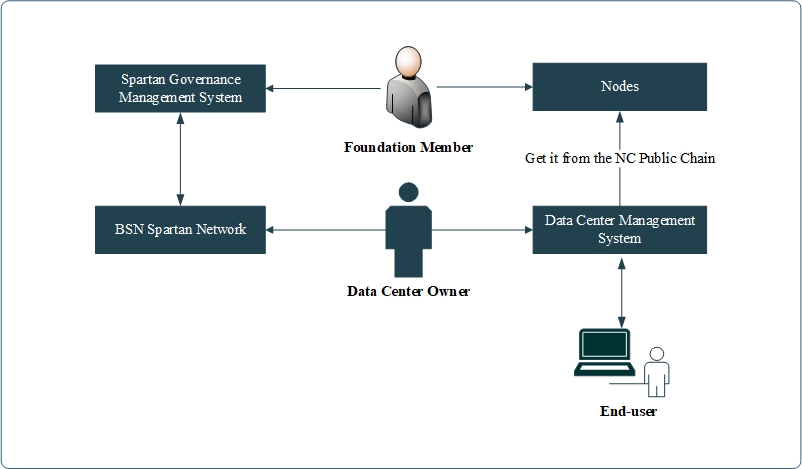 Spartan Governance
Management System
Nodes
Foundation Member
Get it from the NC Public Chain
BSN Spartan Network
Data Center Management
System
Data Center Owner
End-user